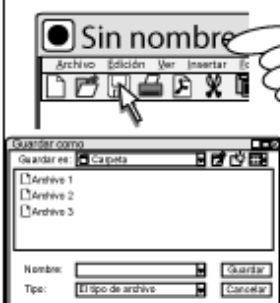 Sin nombre
Archivo Edición Ver Insertar
Guardar como
Guardar en: Carpeta
Archivo 1
Archivo 2
Archivo 3
Nombre: Guardar
Tipo: El tipo de archivo Cancelar